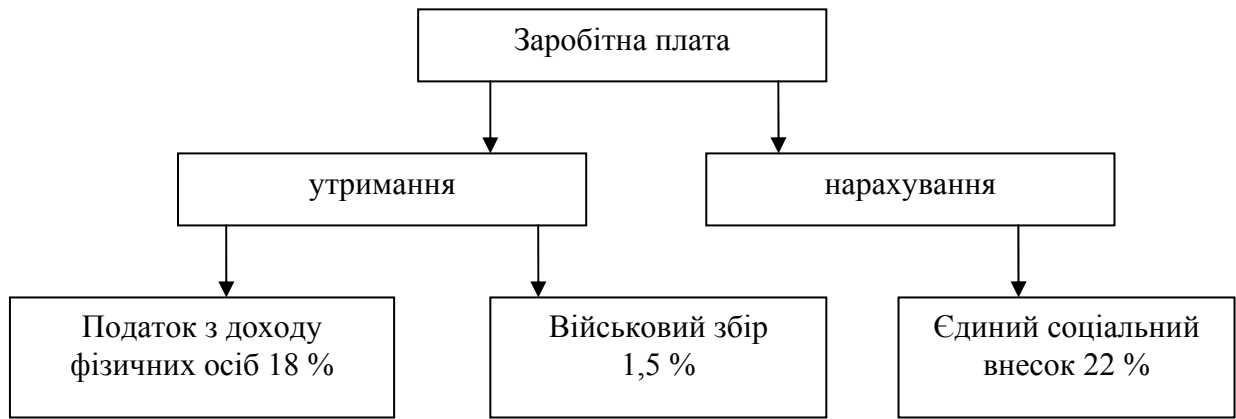 Заробітна плата
утримання
нарахування
Податок з доходу
фізичних осіб 18 %
Військовий збір
1,5 %
Єдиний соціальний
внесок 22 %